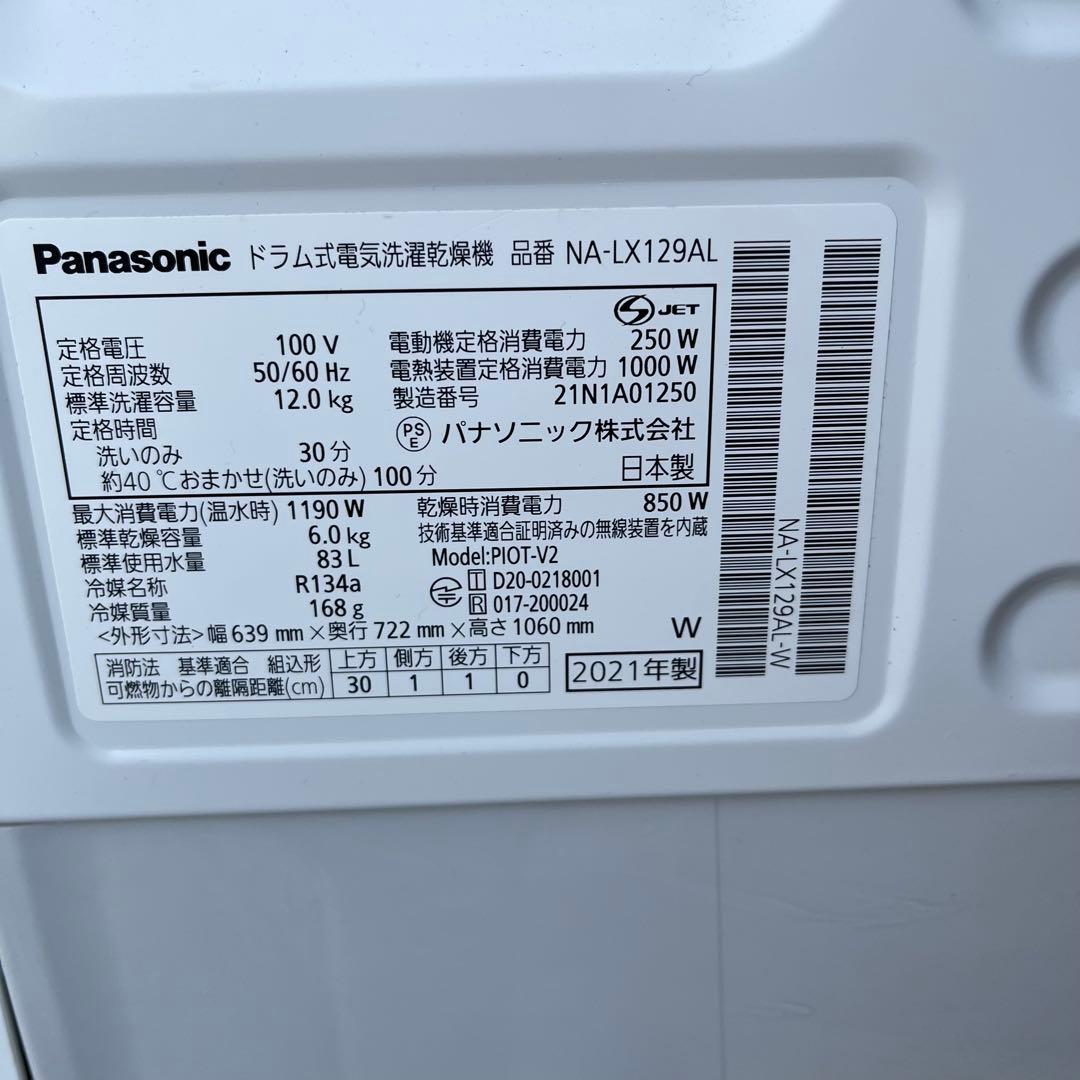 Panasonic ドラム式電気洗濯乾燥機 品番 NA-LX129AL
S JET
定格電圧 100 V
定格周波数 50/60 Hz
標準洗濯容量 12.0 kg
定格時間
洗いのみ 30 分
約40 ℃おまかせ(洗いのみ) 100 分
電動機定格消費電力 250 W
電熱装置定格消費電力 1000 W
製造番号 21N1A01250
PSE パナソニック株式会社
日本製
最大消費電力(温水時) 1190 W
標準乾燥容量 6.0 kg
標準使用水量 83 L
冷媒名称 R134a
冷媒質量 168 g
乾燥時消費電力 850 W
技術基準適合証明済みの無線装置を内蔵
Model:PIOT-V2
T D20-0218001
R 017-200024
<外形寸法>幅 639 mm×奥行 722 mm×高さ 1060 mm
W
消防法 基準適合 組込形 上方 側方 後方 下方
可燃物からの離隔距離(cm) 30 1 1 0
2021年製
NA-LX129AL-W